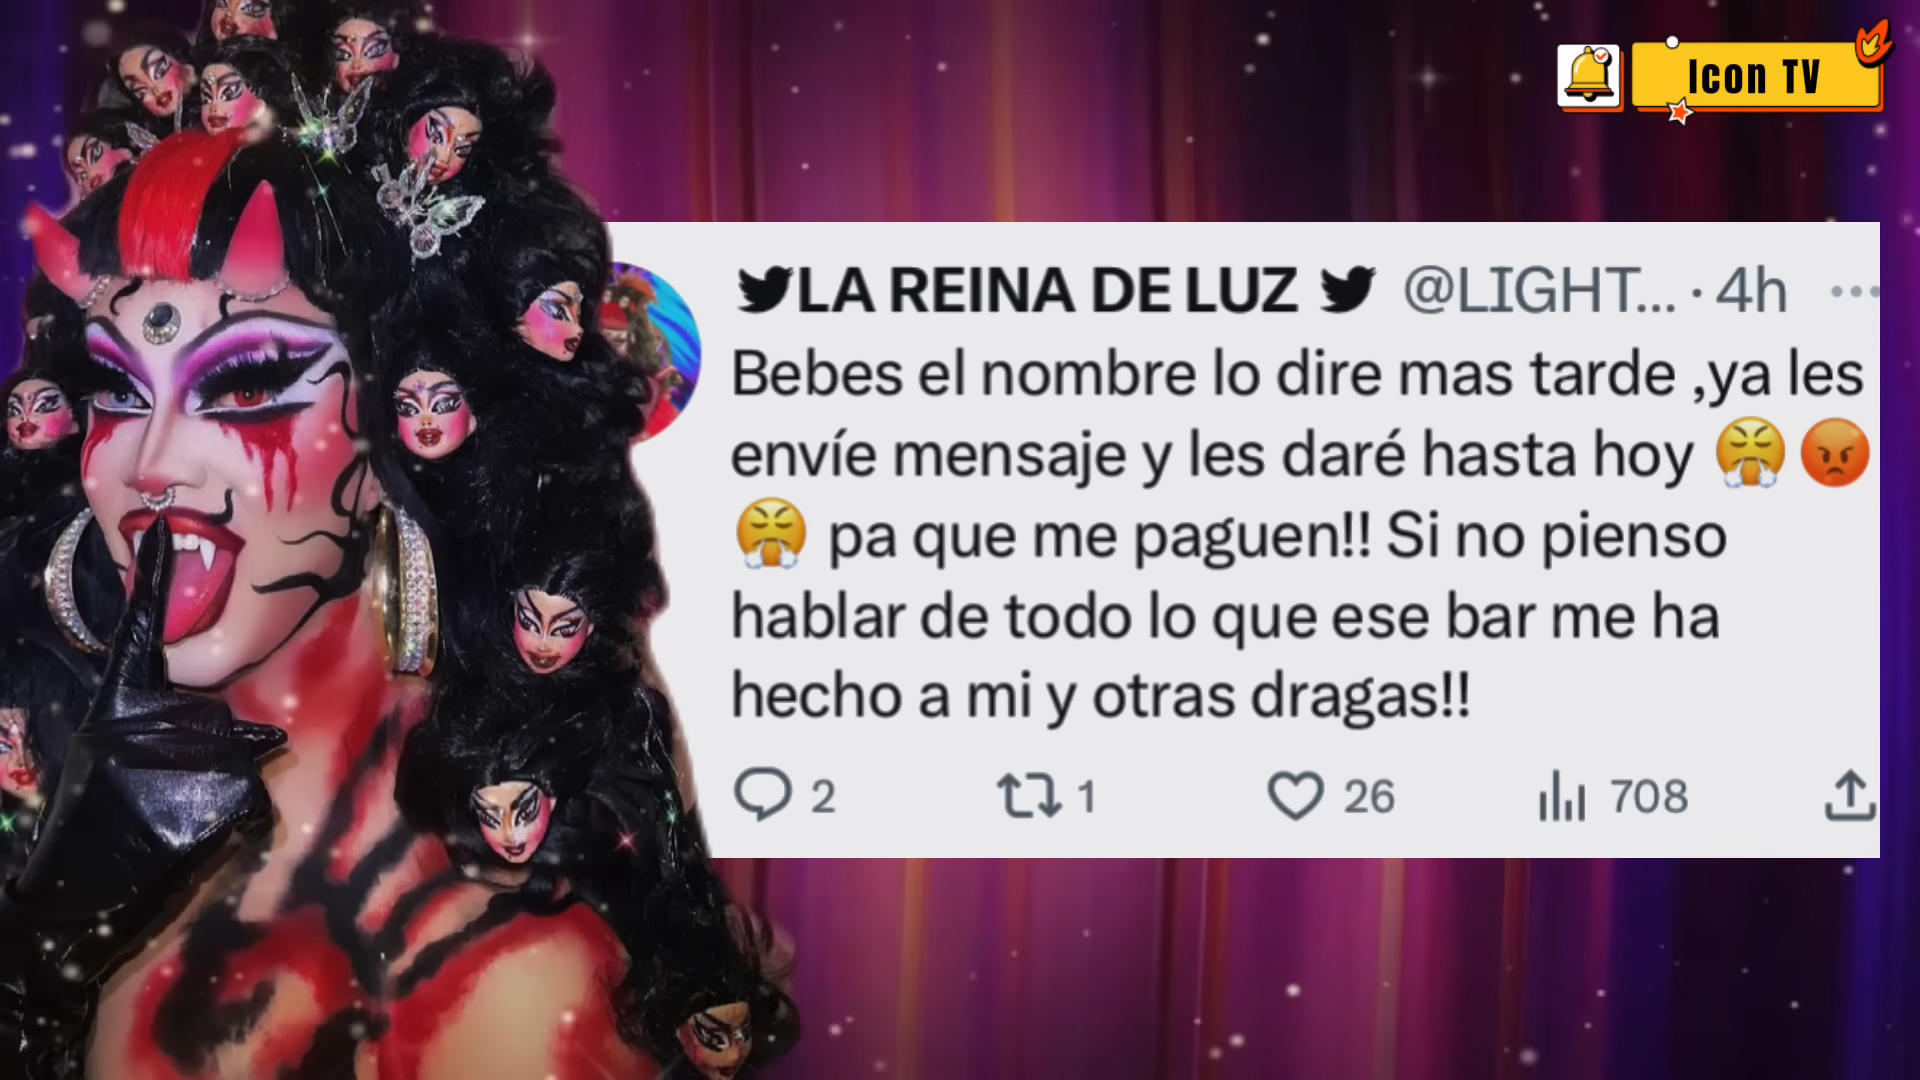 Icon TV
LA REINA DE LUZ @LIGHT... · 4h
Bebes el nombre lo dire mas tarde ,ya les
envíe mensaje y les daré hasta hoy 😤😡
😤 pa que me paguen!! Si no pienso
hablar de todo lo que ese bar me ha
hecho a mi y otras dragas!!
2 1 26 708